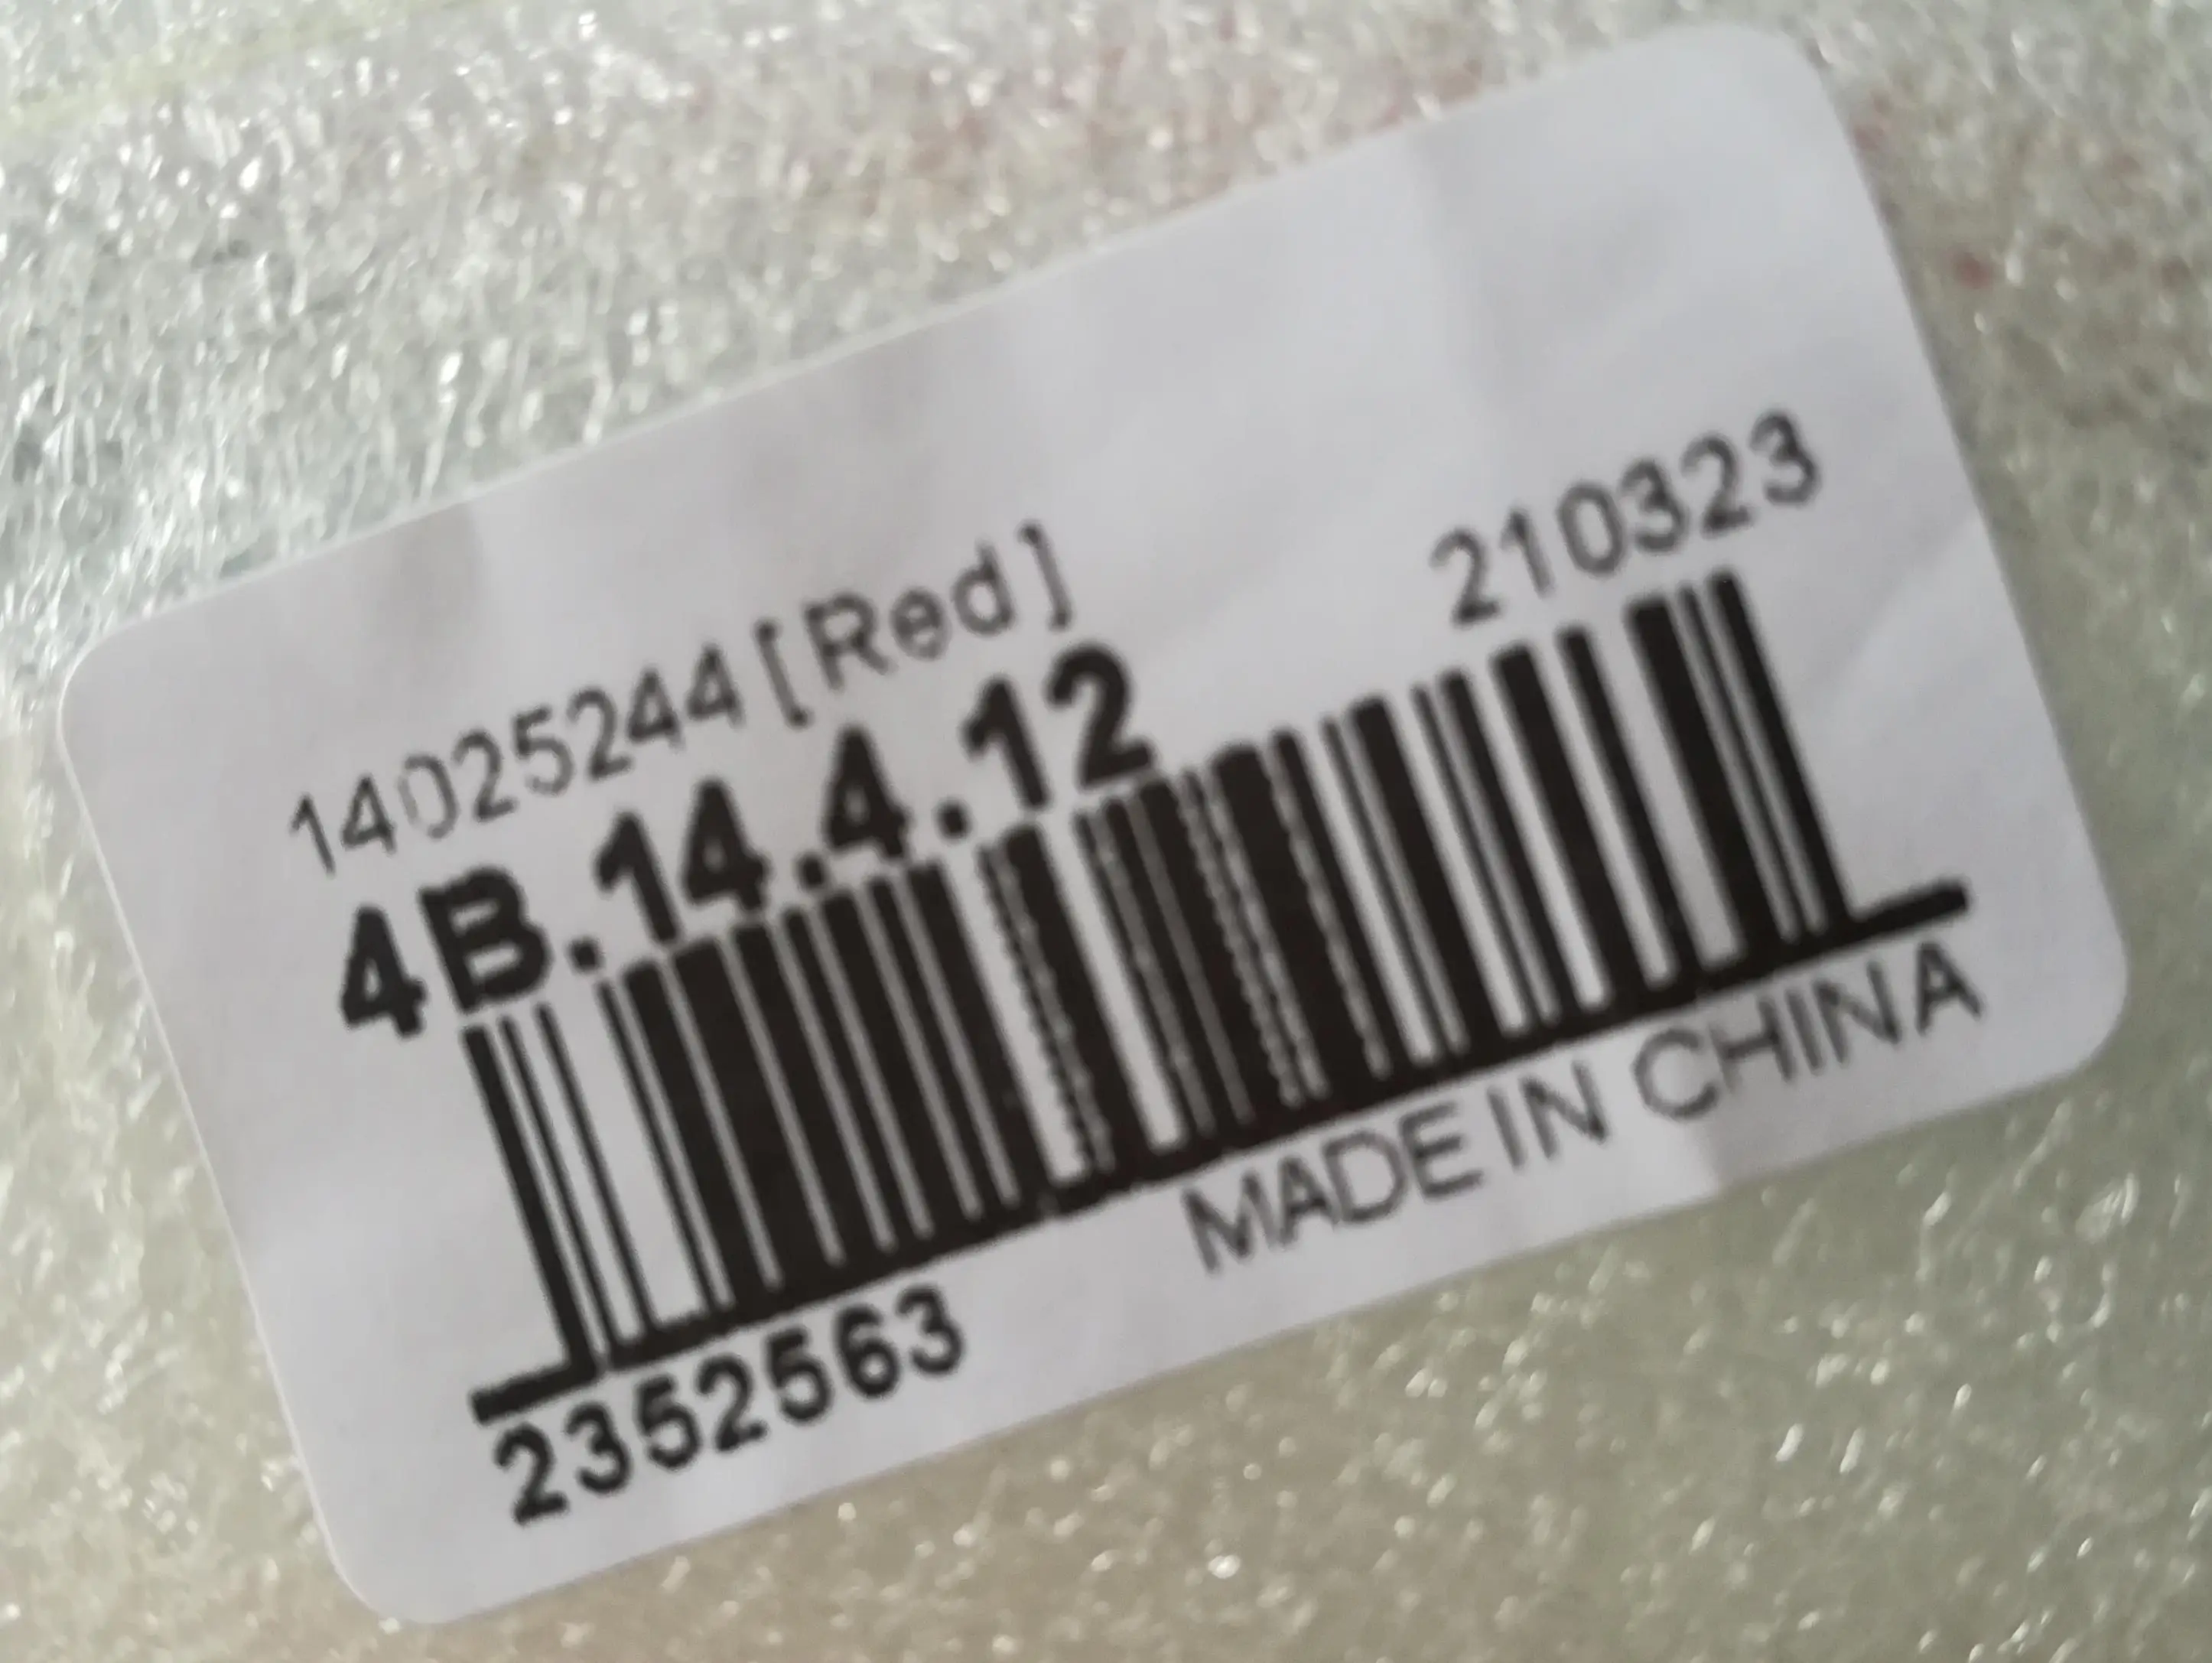 14025244[Red] 210323
4B.14.4.12
2352563 MADE IN CHINA